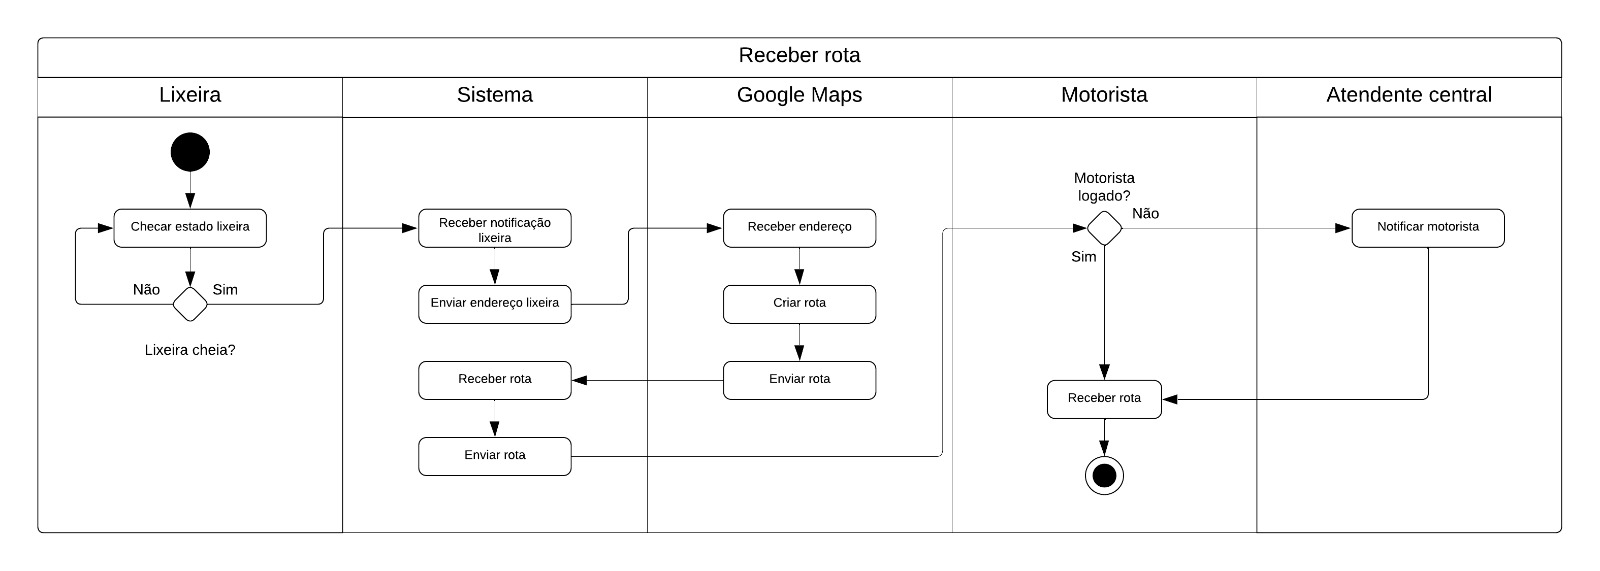 Receber rota
Lixeira
Sistema
Google Maps
Motorista
Atendente central
Checar estado lixeira
Não
Sim
Lixeira cheia?
Receber notificação
lixeira
Enviar endereço lixeira
Receber rota
Enviar rota
Receber endereço
Criar rota
Enviar rota
Motorista
logado?
Não
Sim
Receber rota
Notificar motorista